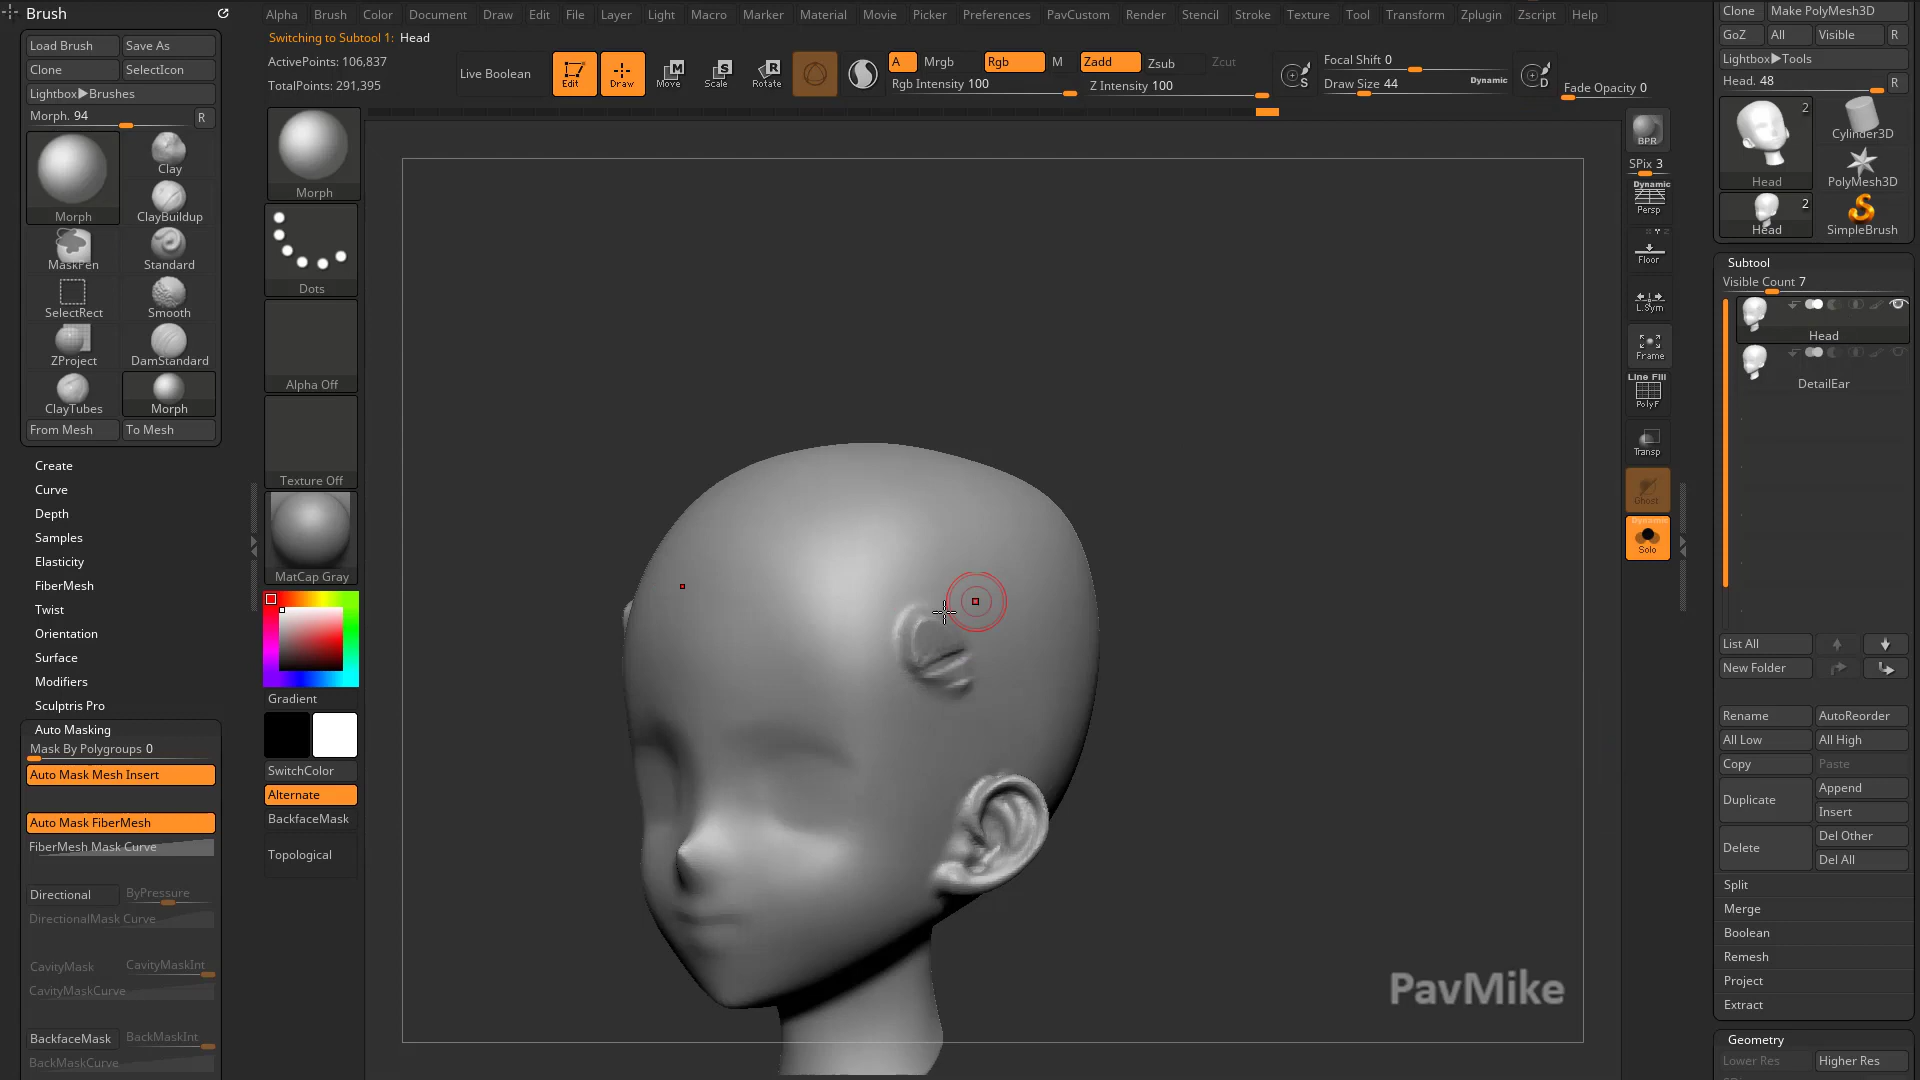 Brush
Alpha Brush Color Document Draw Edit File Layer Light Macro Marker Material Movie Picker Preferences PavCustom Render Stencil Stroke Texture Tool Transform Zplugin Zscript Help
Switching to Subtool 1: Head
ActivePoints: 106,837
TotalPoints: 291,395
Live Boolean
Edit Draw Move Scale Rotate
A Mrgb Rgb M Zadd Zsub Zcut
Rgb Intensity 100 Z Intensity 100
Focal Shift 0
Draw Size 44 Dynamic
Fade Opacity 0
Load Brush Save As
Clone SelectIcon
Lightbox▶Brushes
Morph. 94 R
Morph Clay
ClayBuildup
MaskPen Standard
SelectRect Smooth
ZProject DamStandard
ClayTubes Morph
From Mesh To Mesh
Create
Curve
Depth
Samples
Elasticity
FiberMesh
Twist
Orientation
Surface
Modifiers
Sculptris Pro
Auto Masking
Mask By Polygroups 0
Auto Mask Mesh Insert
Auto Mask FiberMesh
FiberMesh Mask Curve
Directional ByPressure
DirectionalMask Curve
CavityMask CavityMaskInt
CavityMaskCurve
BackfaceMask BackMaskInt
BackMaskCurve
Morph
Dots
Alpha Off
Texture Off
MatCap Gray
Gradient
SwitchColor
Alternate
BackfaceMask
Topological
PavMike
BPR
SPix 3
Dynamic
Persp
Floor
L.Sym
Frame
Line Fill
PolyF
Transp
Ghost
Dynamic
Solo
Clone Make PolyMesh3D
GoZ All Visible R
Lightbox▶Tools
Head. 48 R
2
Head Cylinder3D
PolyMesh3D
2
Head SimpleBrush
Subtool
Visible Count 7
Head
DetailEar
List All
New Folder
Rename AutoReorder
All Low All High
Copy Paste
Duplicate Append
Insert
Delete Del Other
Del All
Split
Merge
Boolean
Remesh
Project
Extract
Geometry
Lower Res Higher Res